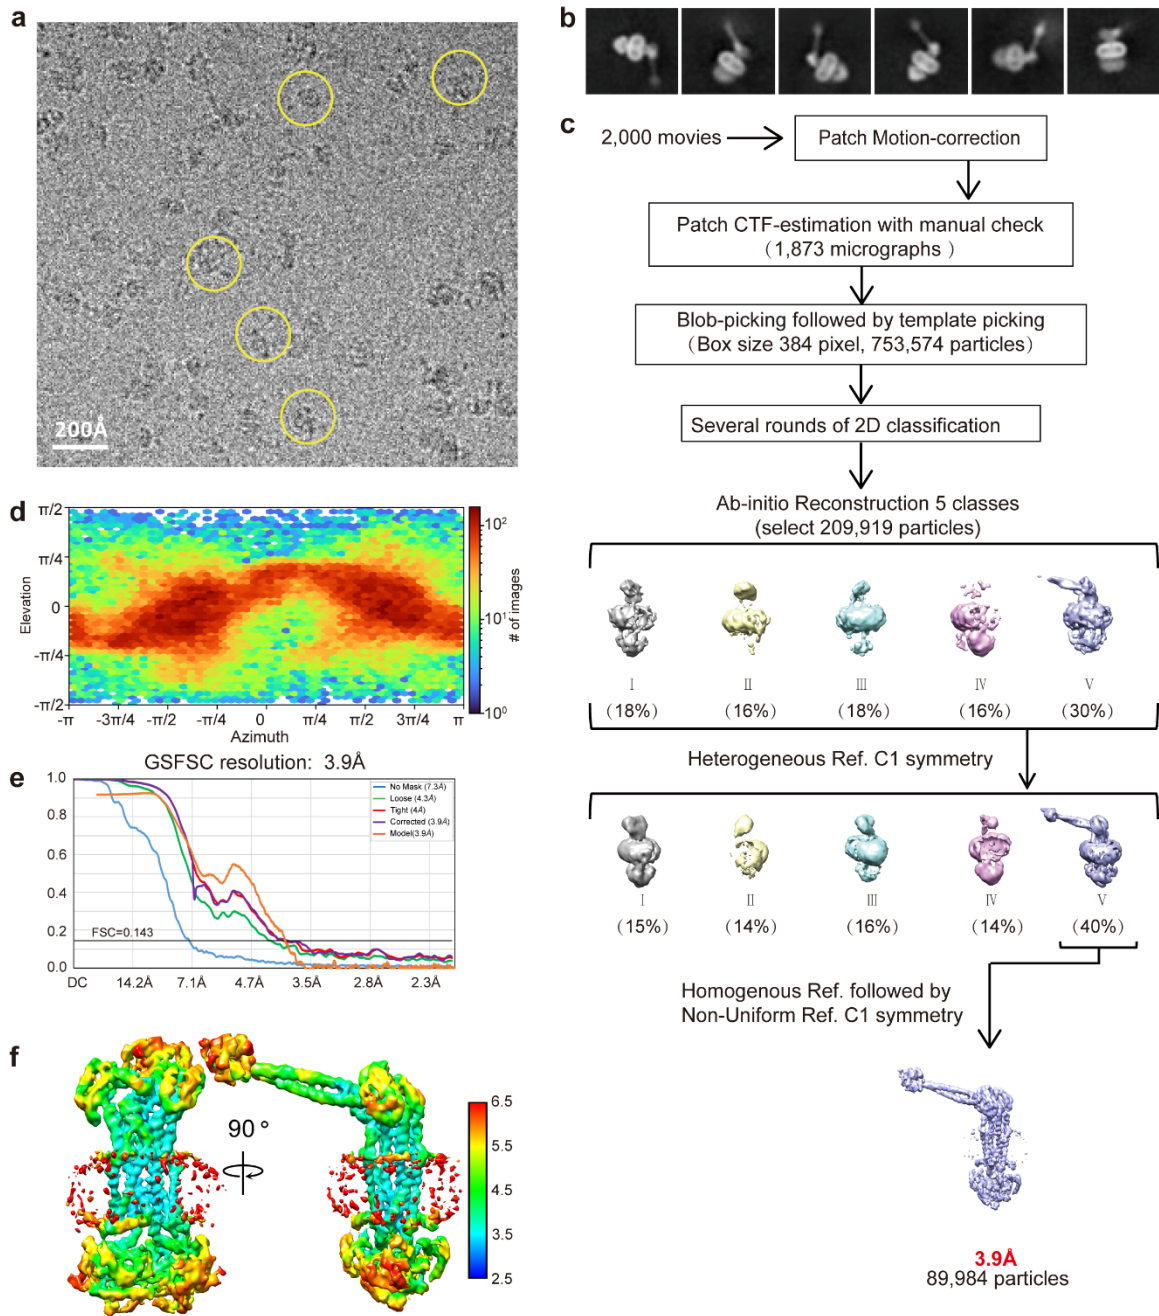 a
200Å
b
c
2,000 movies
Patch Motion-correction
Patch CTF-estimation with manual check
(1,873 micrographs )
Blob-picking followed by template picking
(Box size 384 pixel, 753,574 particles)
Several rounds of 2D classification
Ab-initio Reconstruction 5 classes
(select 209,919 particles)
I II III IV V
(18%) (16%) (18%) (16%) (30%)
Heterogeneous Ref. C1 symmetry
I II III IV V
(15%) (14%) (16%) (14%) (40%)
Homogenous Ref. followed by
Non-Uniform Ref. C1 symmetry
3.9Å
89,984 particles
d
π/2
π/4
0
-π/4
-π/2
Elevation
-π -3π/4 -π/2 -π/4 0 π/4 π/2 3π/4 π
Azimuth
10²
10¹
10⁰
# of images
e
GSFSC resolution: 3.9Å
1.0
0.8
0.6
0.4
0.2
0.0
No Mask (7.3Å)
Loose (4.3Å)
Tight (4Å)
Corrected (3.9Å)
Model(3.9Å)
FSC=0.143
DC 14.2Å 7.1Å 4.7Å 3.5Å 2.8Å 2.3Å
f
90°
6.5
5.5
4.5
3.5
2.5